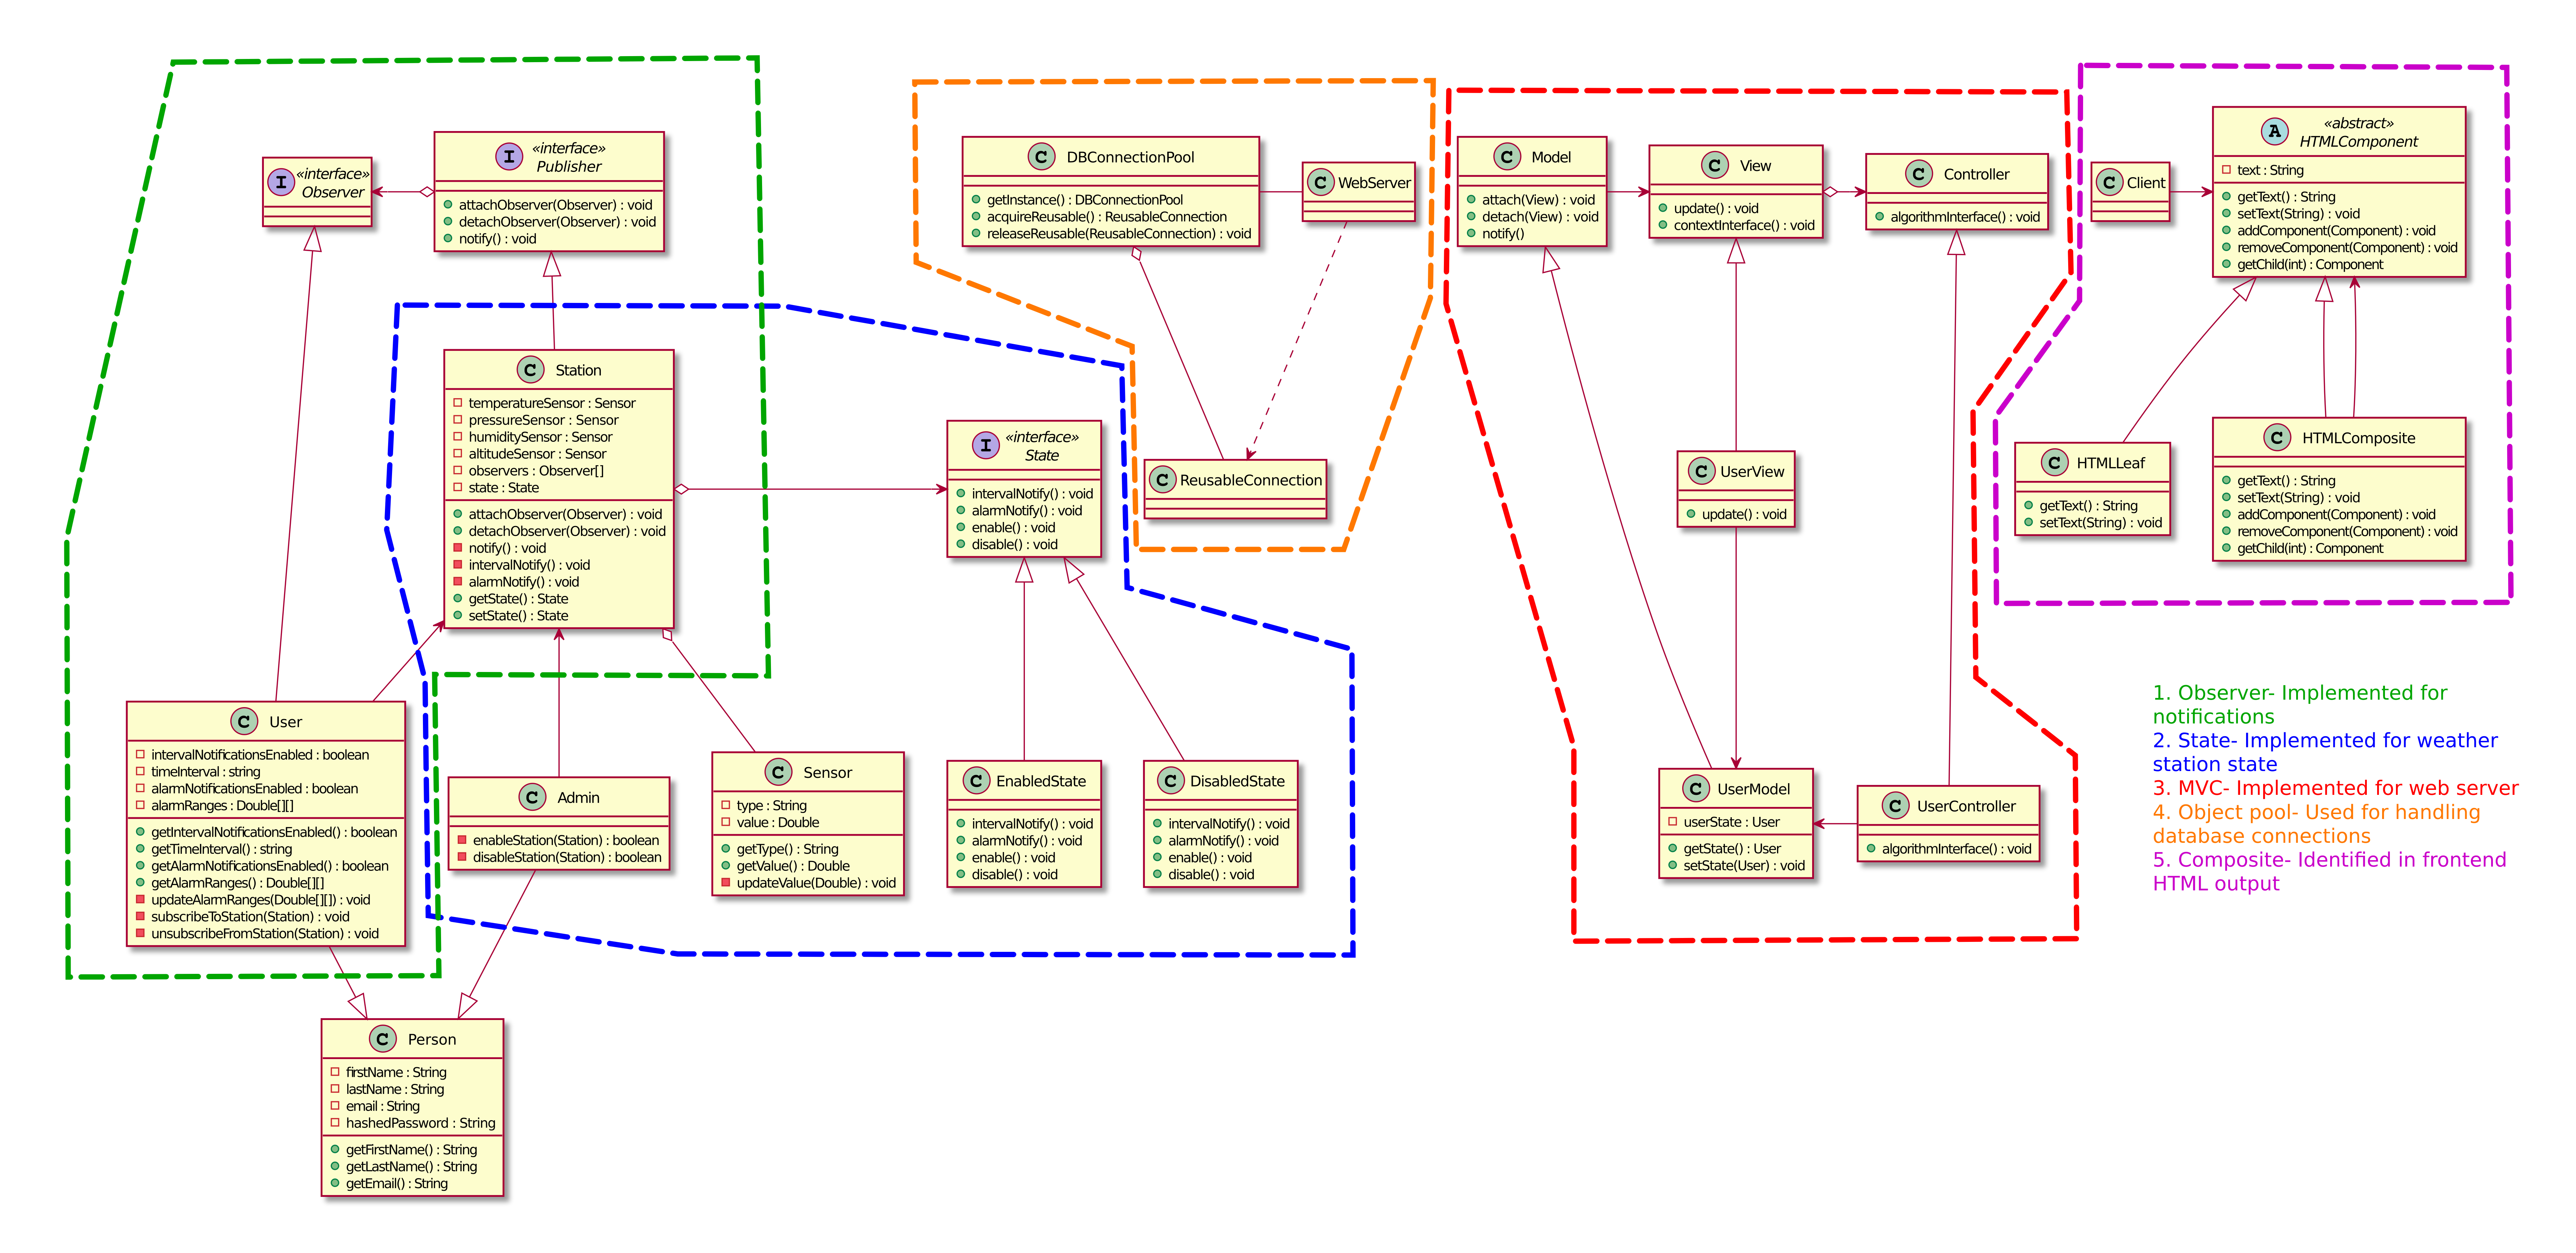 «interface»
Observer
«interface»
Publisher
attachObserver(Observer) : void
detachObserver(Observer) : void
notify() : void
DBConnectionPool
getInstance() : DBConnectionPool
acquireReusable() : ReusableConnection
releaseReusable(ReusableConnection) : void
WebServer
Model
attach(View) : void
detach(View) : void
notify()
View
update() : void
contextInterface() : void
Controller
algorithmInterface() : void
Client
«abstract»
HTMLComponent
text : String
getText() : String
setText(String) : void
addComponent(Component) : void
removeComponent(Component) : void
getChild(int) : Component
Station
temperatureSensor : Sensor
pressureSensor : Sensor
humiditySensor : Sensor
altitudeSensor : Sensor
observers : Observer[]
state : State
attachObserver(Observer) : void
detachObserver(Observer) : void
notify() : void
intervalNotify() : void
alarmNotify() : void
getState() : State
setState() : State
«interface»
State
intervalNotify() : void
alarmNotify() : void
enable() : void
disable() : void
ReusableConnection
UserView
update() : void
HTMLLeaf
getText() : String
setText(String) : void
HTMLComposite
getText() : String
setText(String) : void
addComponent(Component) : void
removeComponent(Component) : void
getChild(int) : Component
User
intervalNotificationsEnabled : boolean
timeInterval : string
alarmNotificationsEnabled : boolean
alarmRanges : Double[][]
getIntervalNotificationsEnabled() : boolean
getTimeInterval() : string
getAlarmNotificationsEnabled() : boolean
getAlarmRanges() : Double[][]
updateAlarmRanges(Double[][]) : void
subscribeToStation(Station) : void
unsubscribeFromStation(Station) : void
Admin
enableStation(Station) : boolean
disableStation(Station) : boolean
Sensor
type : String
value : Double
getType() : String
getValue() : Double
updateValue(Double) : void
EnabledState
intervalNotify() : void
alarmNotify() : void
enable() : void
disable() : void
DisabledState
intervalNotify() : void
alarmNotify() : void
enable() : void
disable() : void
UserModel
userState : User
getState() : User
setState(User) : void
UserController
algorithmInterface() : void
1. Observer- Implemented for
notifications
2. State- Implemented for weather
station state
3. MVC- Implemented for web server
4. Object pool- Used for handling
database connections
5. Composite- Identified in frontend
HTML output
Person
firstName : String
lastName : String
email : String
hashedPassword : String
getFirstName() : String
getLastName() : String
getEmail() : String